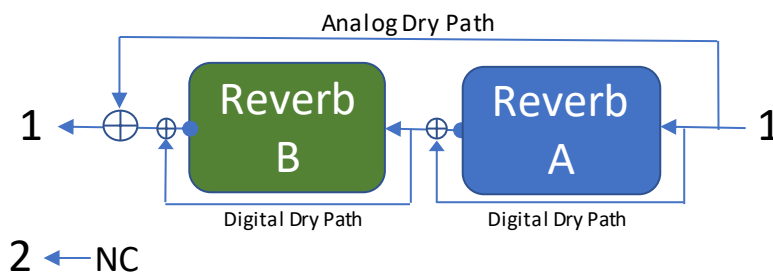 Analog Dry Path
1
Reverb
B
Reverb
A
1
Digital Dry Path
Digital Dry Path
2
NC